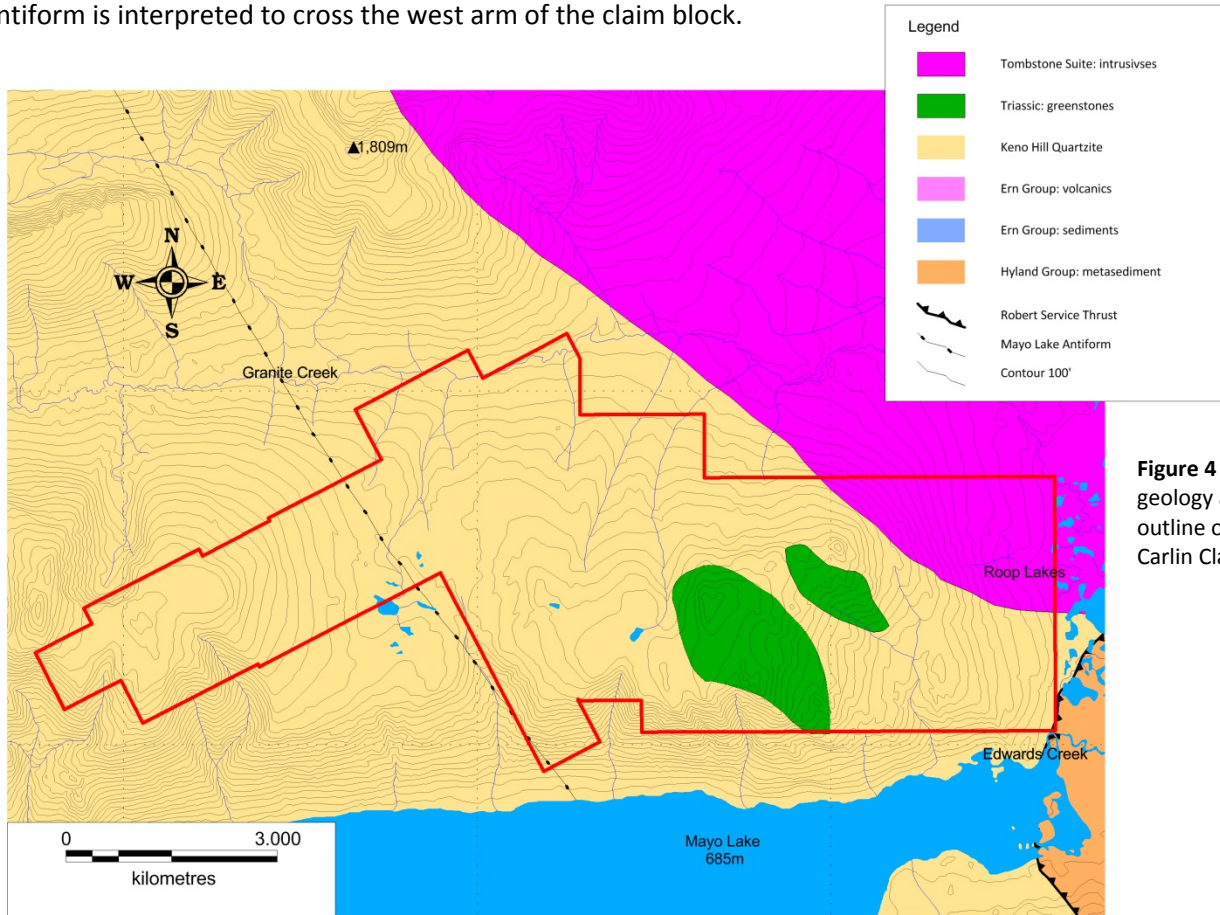 ntiform is interpreted to cross the west arm of the claim block.
Legend
Tombstone Suite: intrusivses
Triassic: greenstones
Keno Hill Quartzite
Ern Group: volcanics
Ern Group: sediments
Hyland Group: metasediment
Robert Service Thrust
Mayo Lake Antiform
Contour 100'
1,809m
N
W E
S
Granite Creek
Roop Lakes
Edwards Creek
Mayo Lake
685m
0 3.000
kilometres
Figure 4
geology
outline o
Carlin Cla